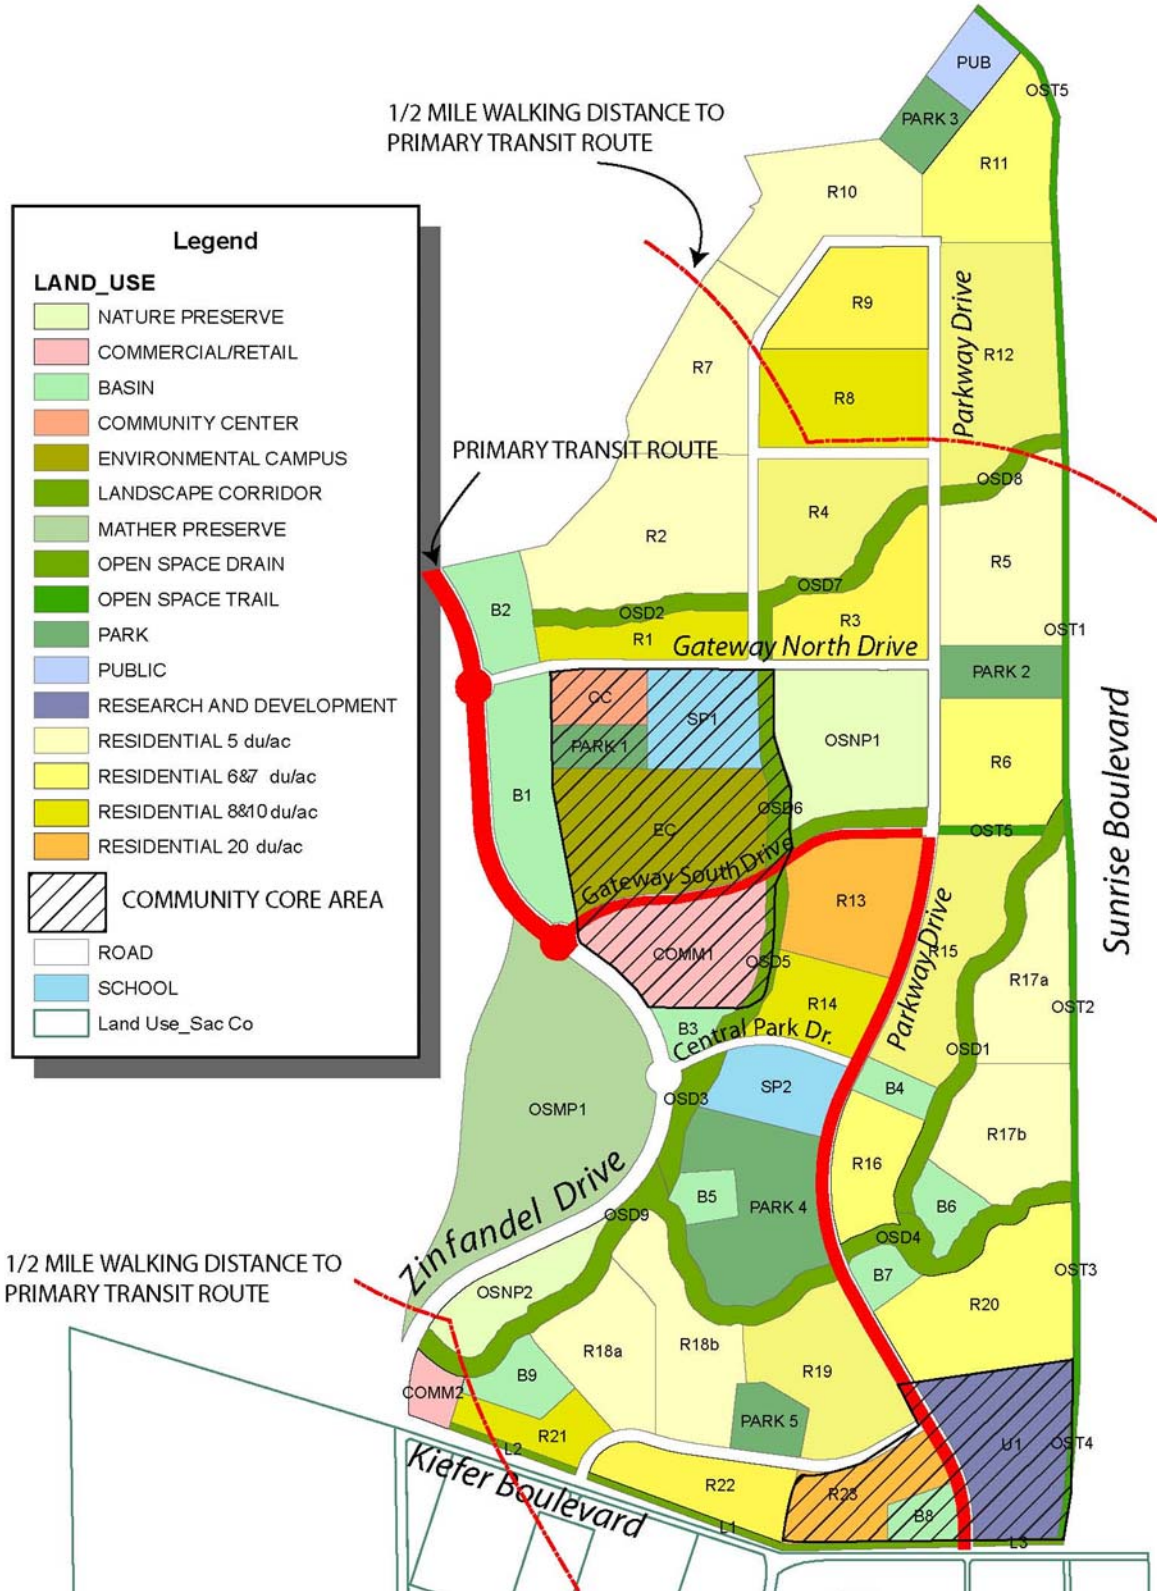 PUB
OST5
1/2 MILE WALKING DISTANCE TO
PRIMARY TRANSIT ROUTE
PARK 3
R11
R10
Legend
LAND_USE
NATURE PRESERVE
COMMERCIAL/RETAIL
BASIN
COMMUNITY CENTER
ENVIRONMENTAL CAMPUS
LANDSCAPE CORRIDOR
MATHER PRESERVE
OPEN SPACE DRAIN
OPEN SPACE TRAIL
PARK
PUBLIC
RESEARCH AND DEVELOPMENT
RESIDENTIAL 5 du/ac
RESIDENTIAL 6&7 du/ac
RESIDENTIAL 8&10 du/ac
RESIDENTIAL 20 du/ac
COMMUNITY CORE AREA
ROAD
SCHOOL
Land Use_Sac Co
R9
Parkway Drive
R12
R7
R8
PRIMARY TRANSIT ROUTE
OSD8
R4
R2
R5
OSD7
B2
OSD2
R3
OST1
R1
Gateway North Drive
PARK 2
CC
SP1
OSNP1
PARK 1
R6
B1
OSD6
EC
OST5
Sunrise Boulevard
Gateway South Drive
R13
Parkway Drive
R15
COMM1
OSD5
R17a
R14
OST2
B3
Central Park Dr.
OSD1
SP2
B4
OSD3
OSMP1
R17b
R16
B5
PARK 4
B6
OSD9
Zinfandel Drive
OSD4
1/2 MILE WALKING DISTANCE TO
PRIMARY TRANSIT ROUTE
B7
OST3
OSNP2
R20
R18a
R18b
R19
B9
COMM2
PARK 5
R21
L2
U1
OST4
Kiefer Boulevard
R22
R23
B8
L1
L3